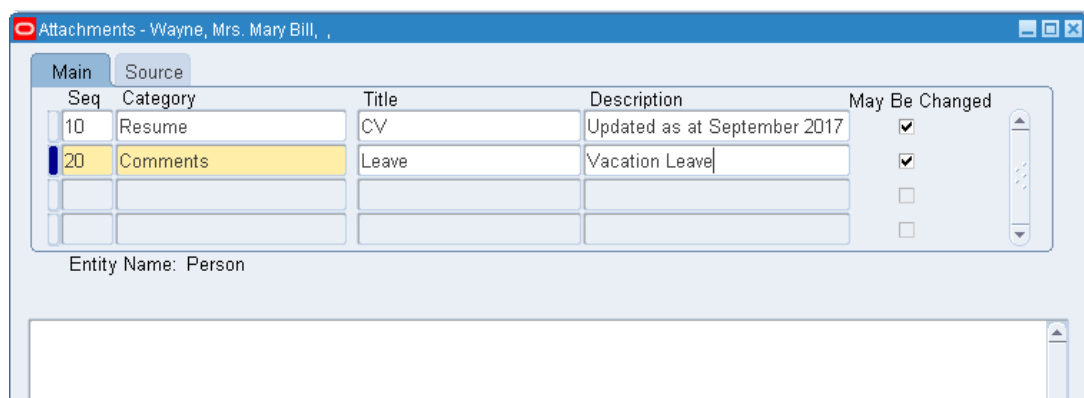 Attachments - Wayne, Mrs. Mary Bill, ,
Main Source
Seq Category Title Description May Be Changed
10 Resume CV Updated as at September 2017
20 Comments Leave Vacation Leave
Entity Name: Person